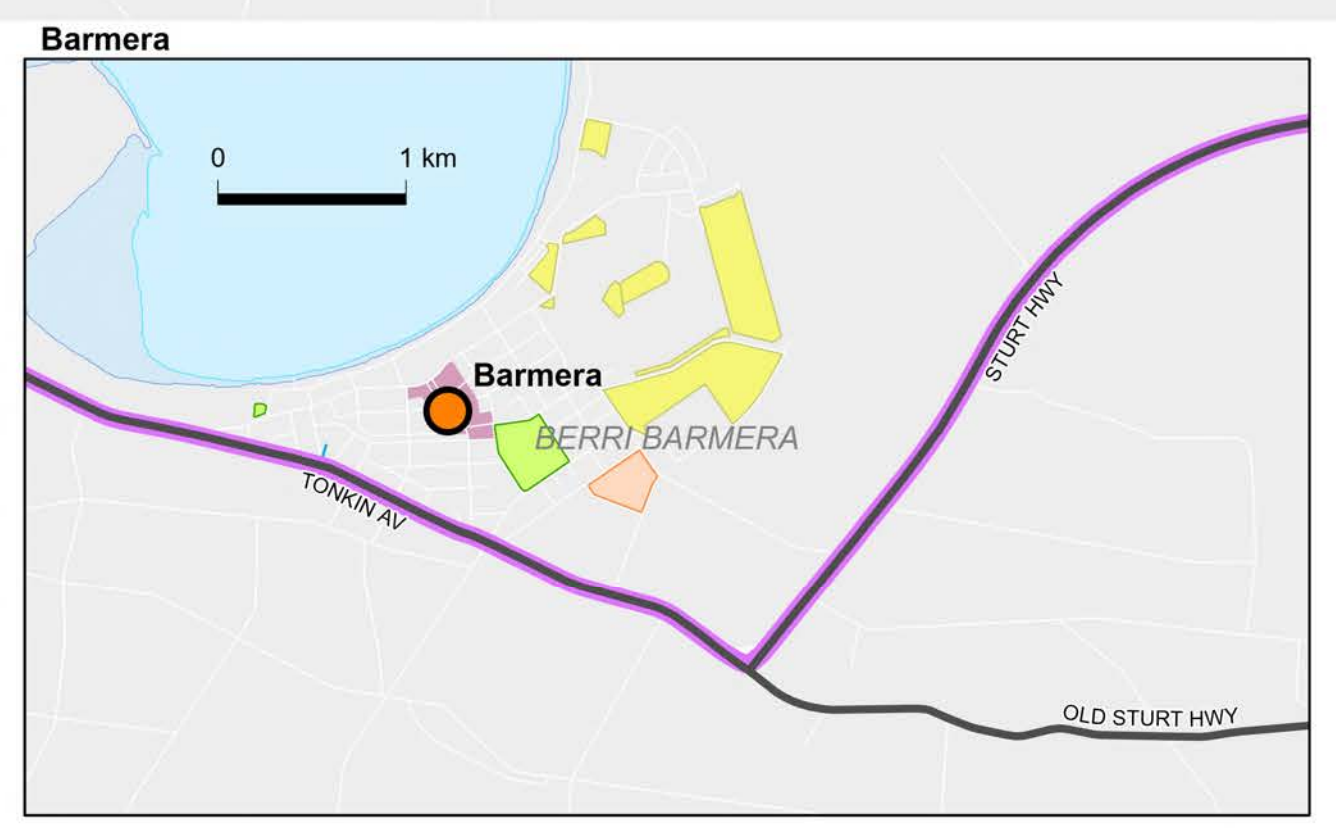 Barmera
0 1 km
STURT HWY
Barmera
BERRI BARMERA
TONKIN AV
OLD STURT HWY